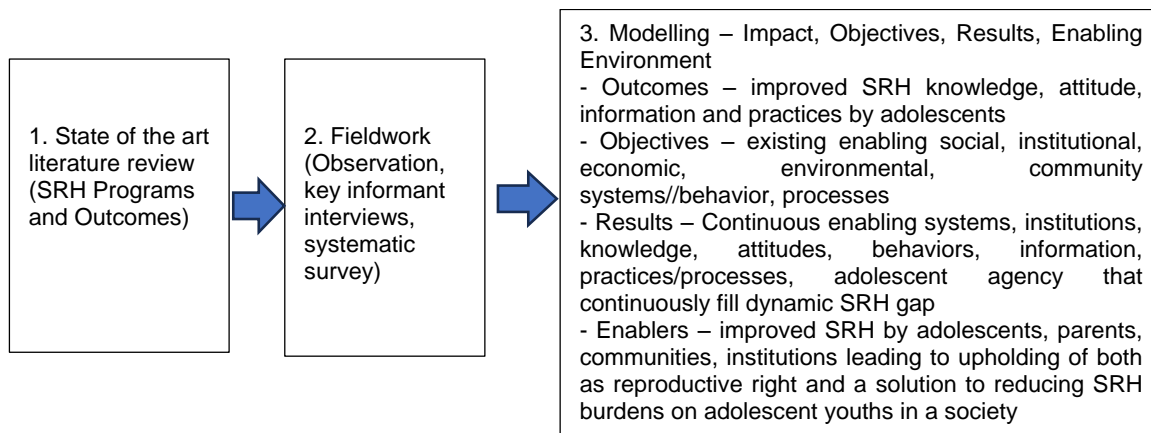 1. State of the art
literature review
(SRH Programs
and Outcomes)
2. Fieldwork
(Observation,
key informant
interviews,
systematic
survey)
3. Modelling – Impact, Objectives, Results, Enabling
Environment
- Outcomes – improved SRH knowledge, attitude,
information and practices by adolescents
- Objectives – existing enabling social, institutional,
economic, environmental, community
systems//behavior, processes
- Results – Continuous enabling systems, institutions,
knowledge, attitudes, behaviors, information,
practices/processes, adolescent agency that
continuously fill dynamic SRH gap
- Enablers – improved SRH by adolescents, parents,
communities, institutions leading to upholding of both
as reproductive right and a solution to reducing SRH
burdens on adolescent youths in a society